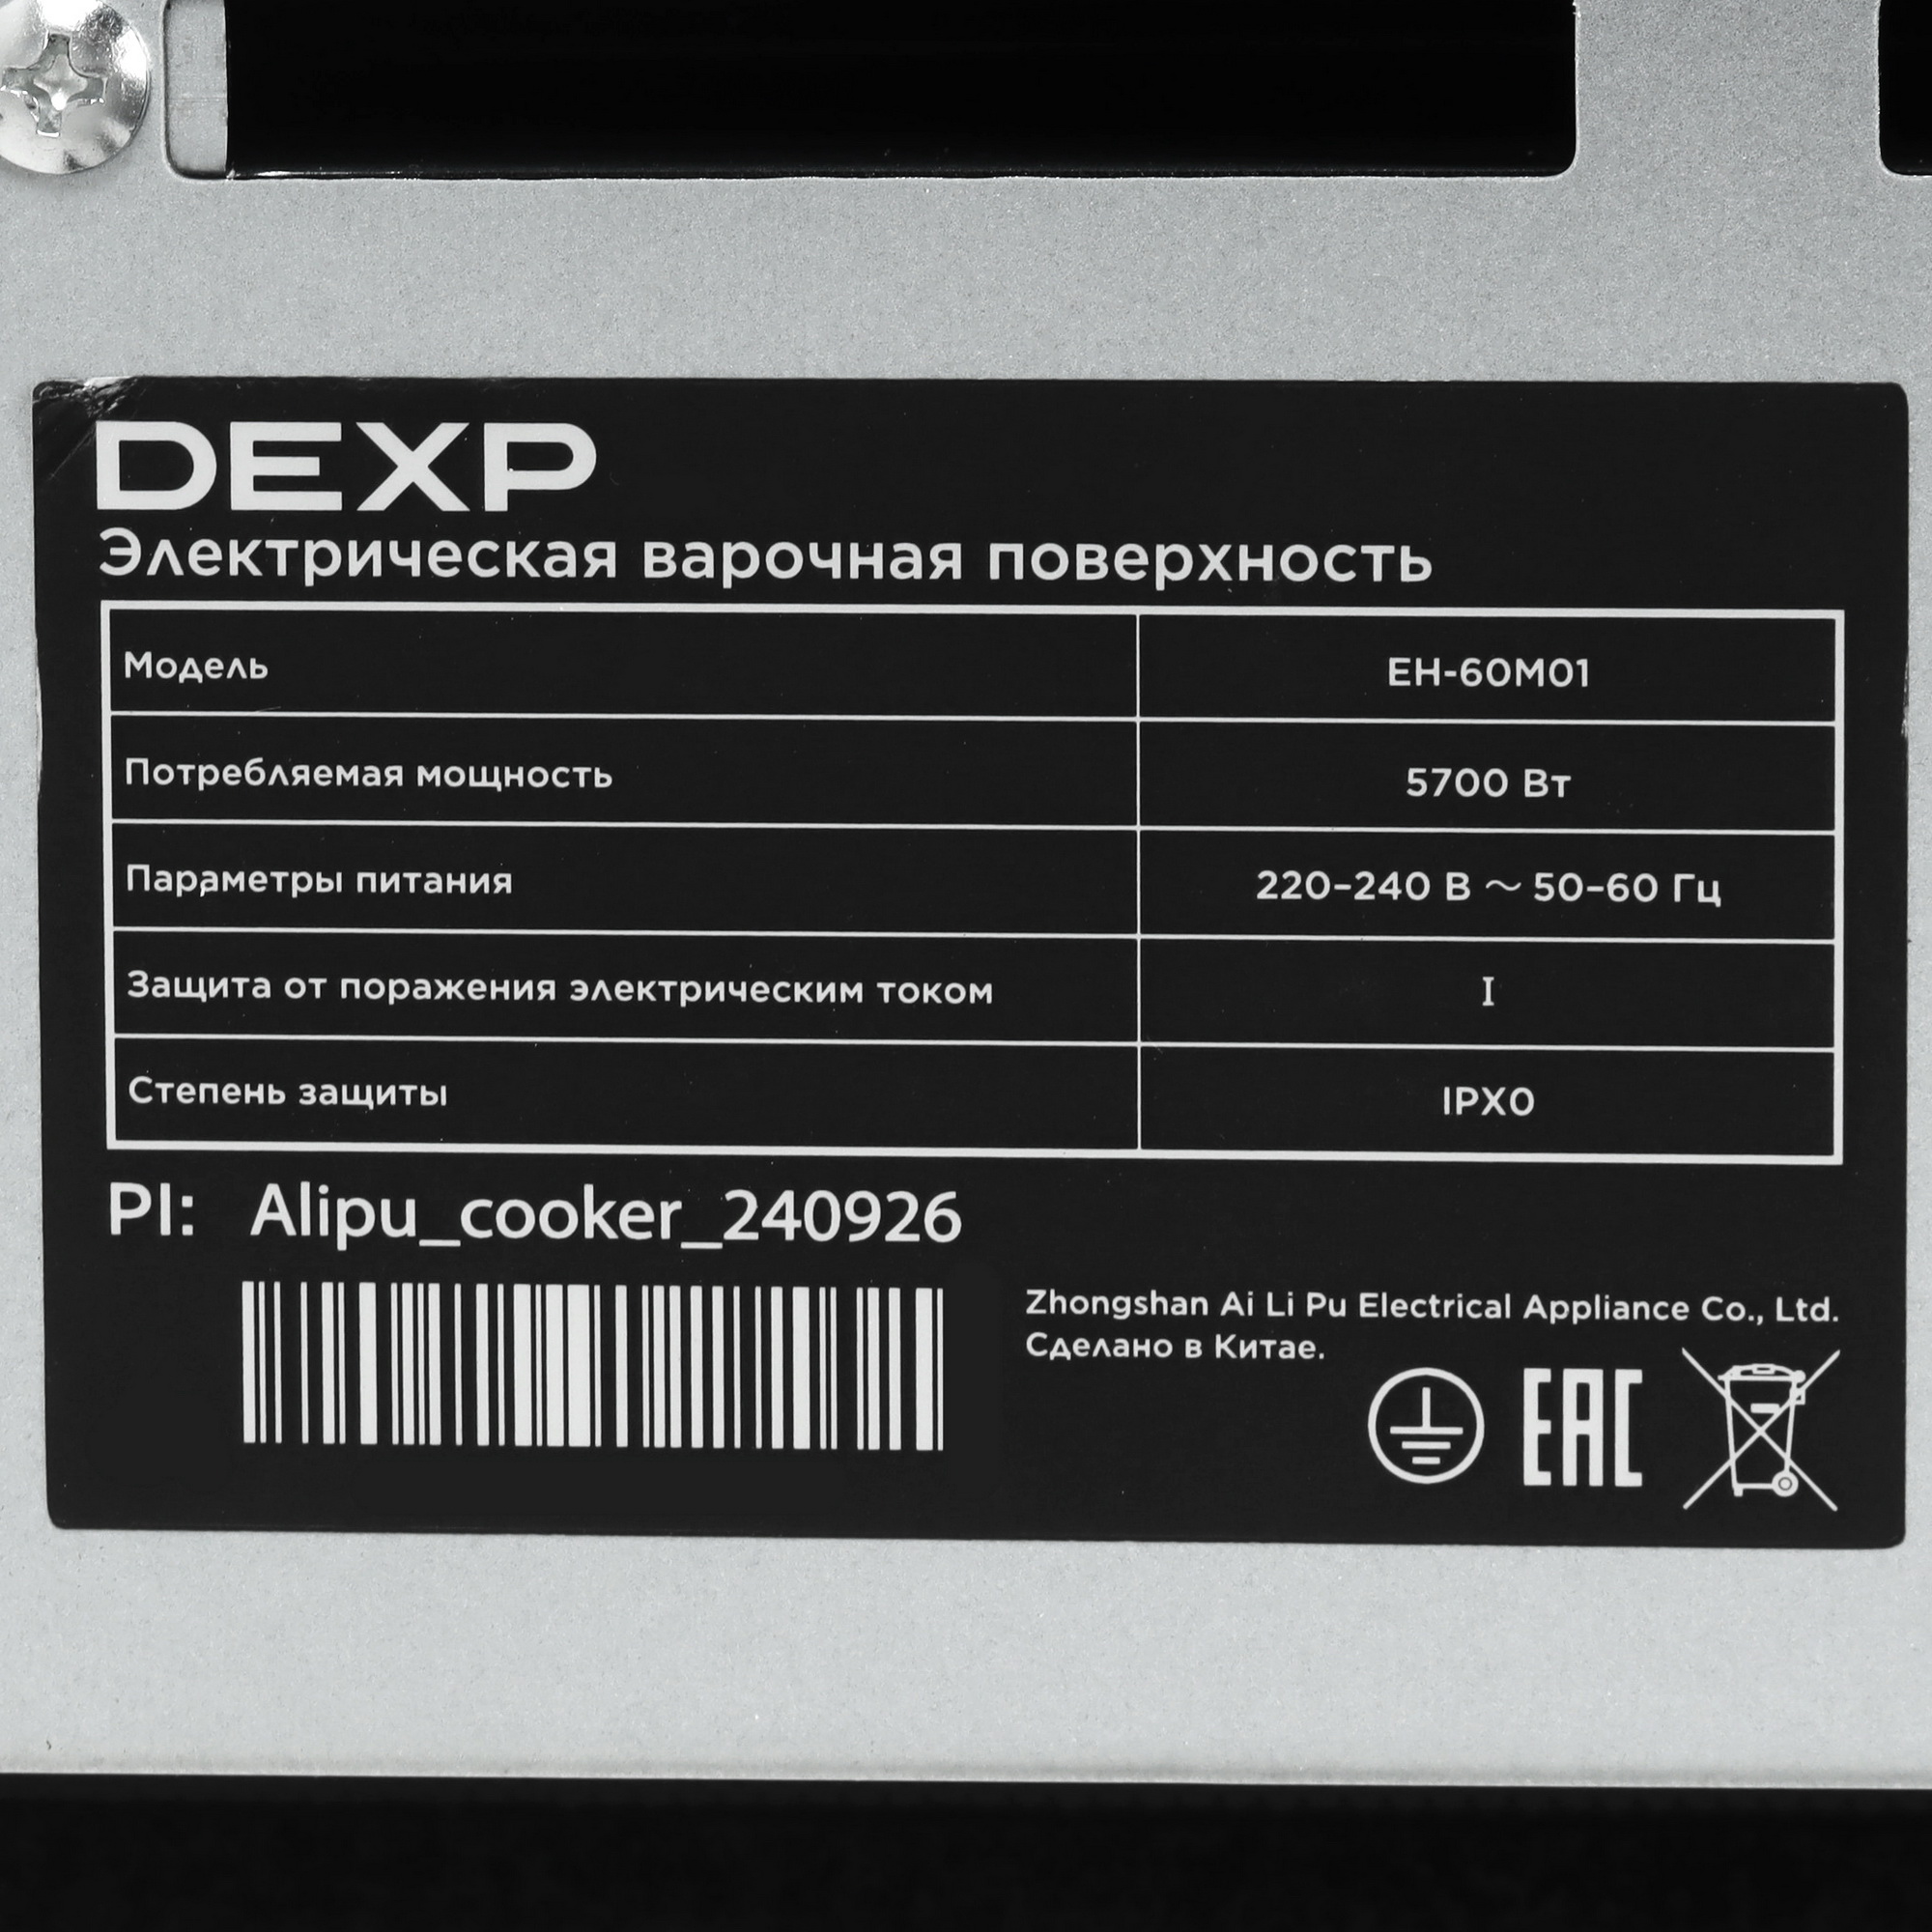 DEXP
Электрическая варочная поверхность
Модель EH-60M01
Потребляемая мощность 5700 Вт
Параметры питания 220–240 В ~ 50–60 Гц
Защита от поражения электрическим током I
Степень защиты IPX0
PI: Alipu_cooker_240926
Zhongshan Ai Li Pu Electrical Appliance Co., Ltd.
Сделано в Китае.
EAC